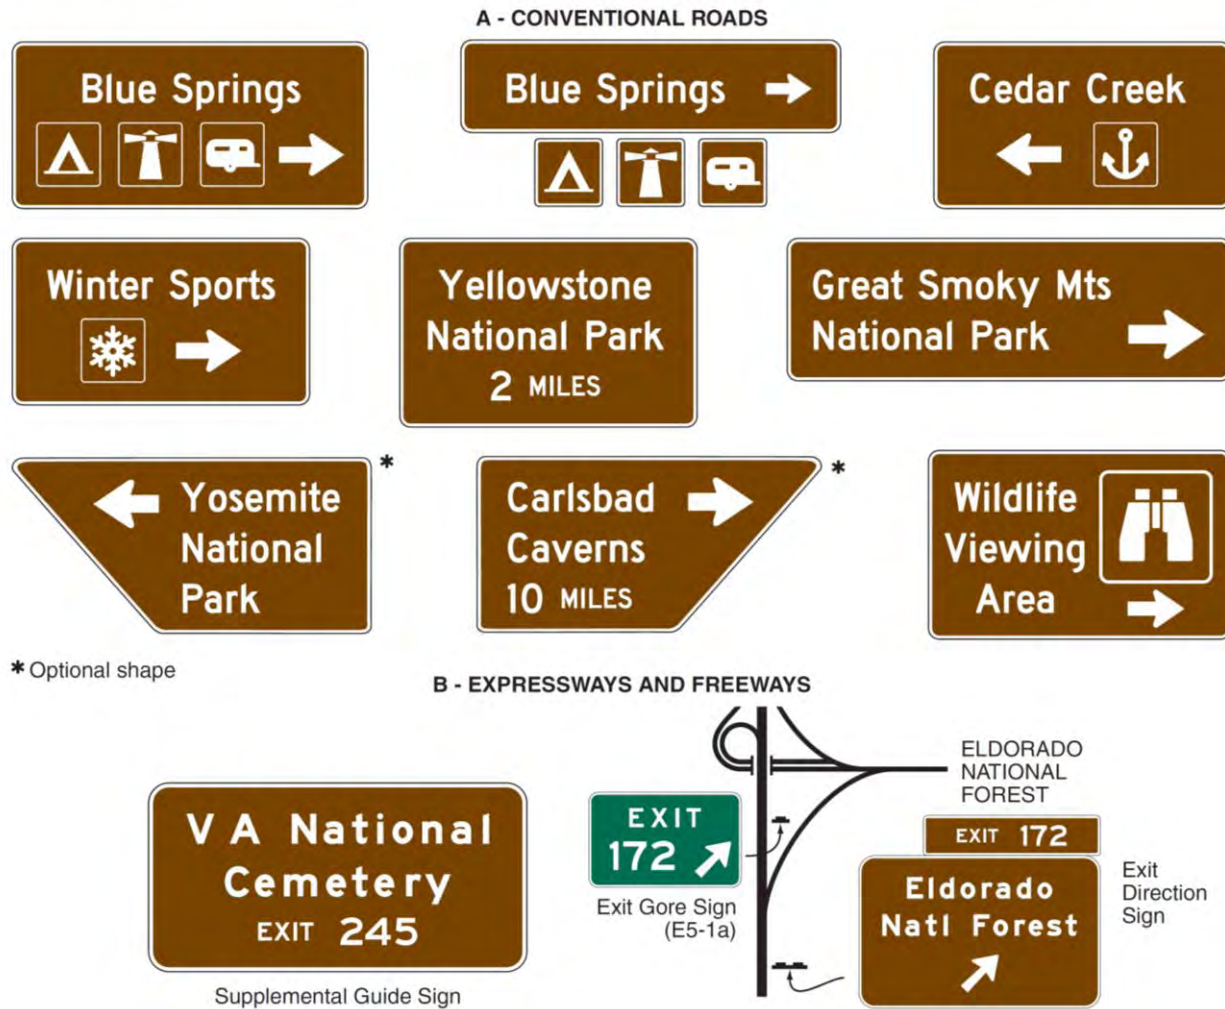 A - CONVENTIONAL ROADS
Blue Springs
Blue Springs
Cedar Creek
Winter Sports
Yellowstone
National Park
2 MILES
Great Smoky Mts
National Park
Yosemite
National
Park
*
Carlsbad
Caverns
10 MILES
*
Wildlife
Viewing
Area
* Optional shape
B - EXPRESSWAYS AND FREEWAYS
V A National
Cemetery
EXIT 245
Supplemental Guide Sign
EXIT
172
Exit Gore Sign
(E5-1a)
ELDORADO
NATIONAL
FOREST
EXIT 172
Eldorado
Natl Forest
Exit
Direction
Sign